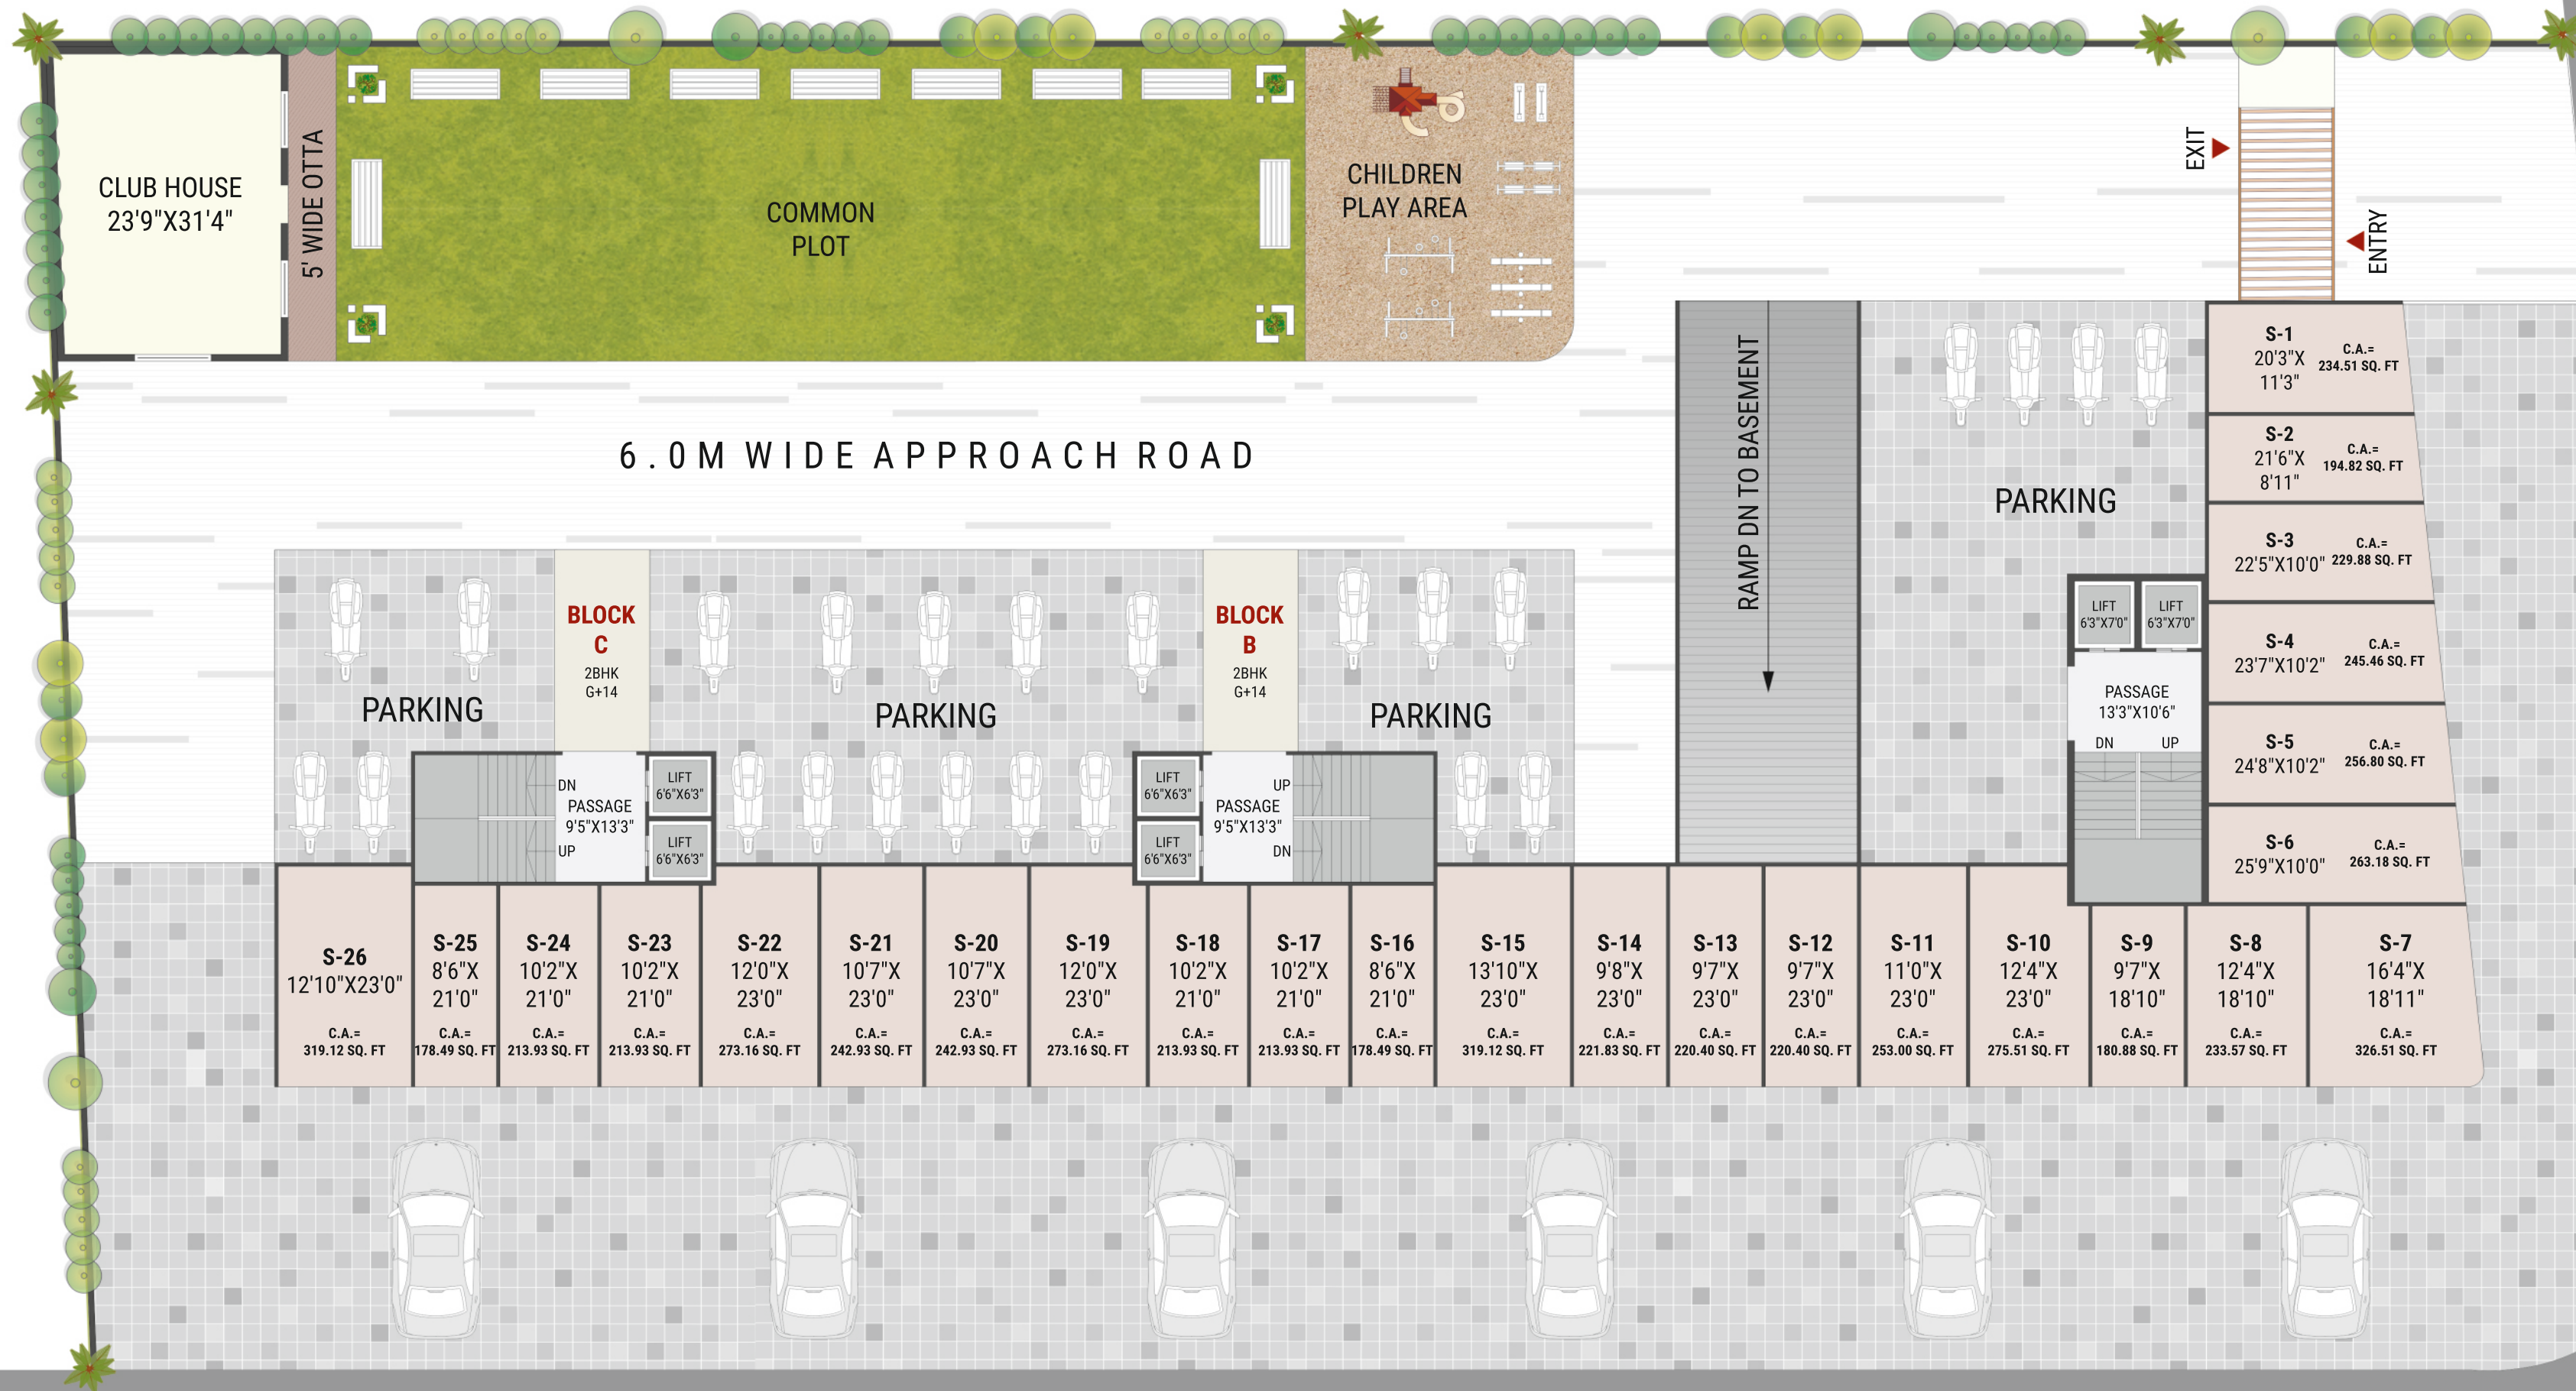 CLUB HOUSE
23'9"X31'4"
5' WIDE OTTA
COMMON
PLOT
CHILDREN
PLAY AREA
EXIT
ENTRY
6.0M WIDE APPROACH ROAD
RAMP DN TO BASEMENT
PARKING
S-1
20'3"X
11'3"
C.A.=
234.51 SQ. FT
S-2
21'6"X
8'11"
C.A.=
194.82 SQ. FT
S-3
22'5"X10'0"
C.A.=
229.88 SQ. FT
S-4
23'7"X10'2"
C.A.=
245.46 SQ. FT
S-5
24'8"X10'2"
C.A.=
256.80 SQ. FT
S-6
25'9"X10'0"
C.A.=
263.18 SQ. FT
LIFT
6'3"X7'0"
LIFT
6'3"X7'0"
PASSAGE
13'3"X10'6"
DN
UP
BLOCK
C
2BHK
G+14
BLOCK
B
2BHK
G+14
PARKING
PARKING
PARKING
DN
PASSAGE
9'5"X13'3"
UP
LIFT
6'6"X6'3"
LIFT
6'6"X6'3"
LIFT
6'6"X6'3"
LIFT
6'6"X6'3"
UP
PASSAGE
9'5"X13'3"
DN
S-26
12'10"X23'0"
C.A.=
319.12 SQ. FT
S-25
8'6"X
21'0"
C.A.=
178.49 SQ. FT
S-24
10'2"X
21'0"
C.A.=
213.93 SQ. FT
S-23
10'2"X
21'0"
C.A.=
213.93 SQ. FT
S-22
12'0"X
23'0"
C.A.=
273.16 SQ. FT
S-21
10'7"X
23'0"
C.A.=
242.93 SQ. FT
S-20
10'7"X
23'0"
C.A.=
242.93 SQ. FT
S-19
12'0"X
23'0"
C.A.=
273.16 SQ. FT
S-18
10'2"X
21'0"
C.A.=
213.93 SQ. FT
S-17
10'2"X
21'0"
C.A.=
213.93 SQ. FT
S-16
8'6"X
21'0"
C.A.=
178.49 SQ. FT
S-15
13'10"X
23'0"
C.A.=
319.12 SQ. FT
S-14
9'8"X
23'0"
C.A.=
221.83 SQ. FT
S-13
9'7"X
23'0"
C.A.=
220.40 SQ. FT
S-12
9'7"X
23'0"
C.A.=
220.40 SQ. FT
S-11
11'0"X
23'0"
C.A.=
253.00 SQ. FT
S-10
12'4"X
23'0"
C.A.=
275.51 SQ. FT
S-9
9'7"X
18'10"
C.A.=
180.88 SQ. FT
S-8
12'4"X
18'10"
C.A.=
233.57 SQ. FT
S-7
16'4"X
18'11"
C.A.=
326.51 SQ. FT